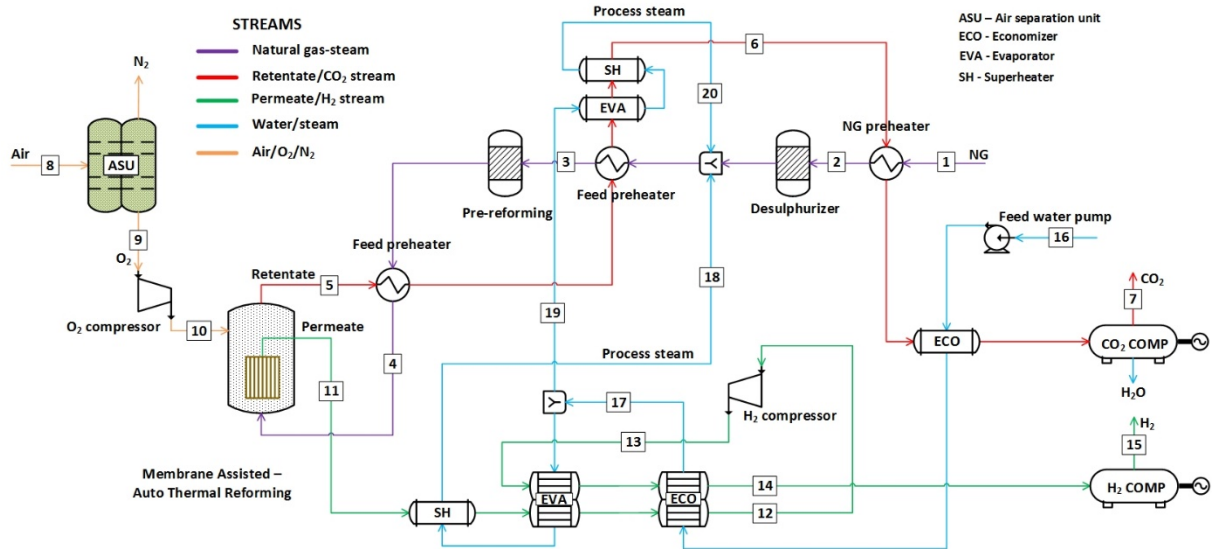 Process steam
ASU – Air separation unit
ECO - Economizer
EVA - Evaporator
SH - Superheater
STREAMS
Natural gas-steam
Retentate/CO₂ stream
Permeate/H₂ stream
Water/steam
Air/O₂/N₂
N₂
6
SH
EVA
20
NG preheater
Air
8
ASU
3
2
1
NG
Pre-reforming
Feed preheater
Desulphurizer
9
O₂
Feed preheater
Feed water pump
16
Retentate
5
18
O₂ compressor
10
Permeate
19
CO₂
7
4
Process steam
ECO
CO₂ COMP
11
H₂O
17
H₂ compressor
13
H₂
15
Membrane Assisted –
Auto Thermal Reforming
SH
EVA
ECO
14
12
H₂ COMP